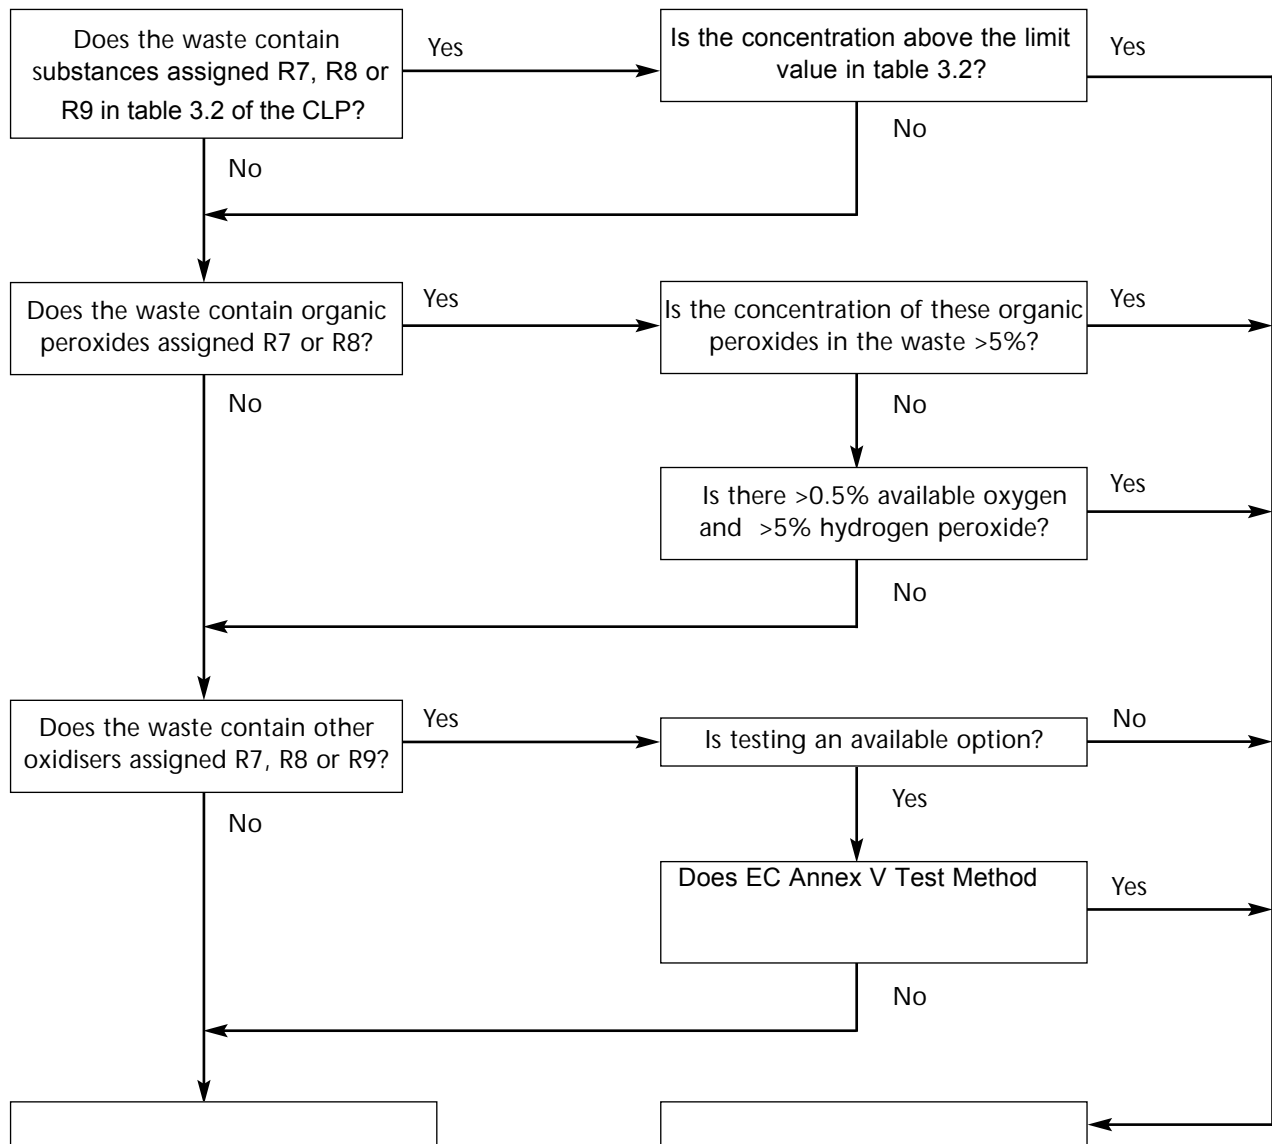 Does the waste contain
substances assigned R7, R8 or
R9 in table 3.2 of the CLP?
Yes
Is the concentration above the limit
value in table 3.2?
Yes
No
No
Does the waste contain organic
peroxides assigned R7 or R8?
Yes
Is the concentration of these organic
peroxides in the waste >5%?
Yes
No
No
Is there >0.5% available oxygen
and >5% hydrogen peroxide?
Yes
No
Does the waste contain other
oxidisers assigned R7, R8 or R9?
Yes
Is testing an available option?
No
Yes
No
Does EC Annex V Test Method
Yes
No